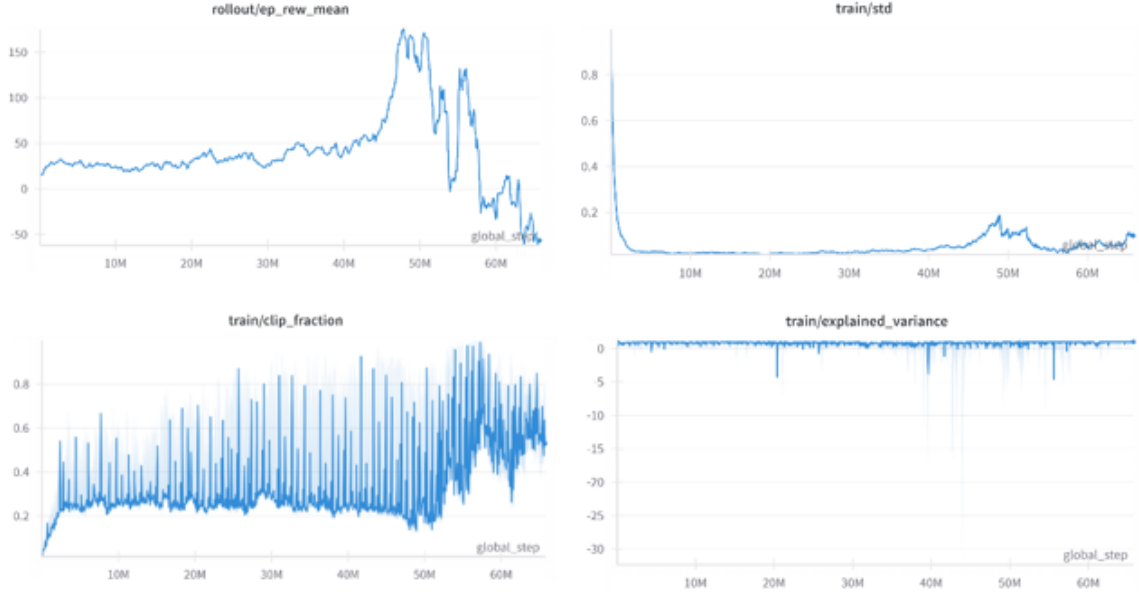 rollout/ep_rew_mean
150
100
50
0
50
10M 20M 30M 40M 50M 60M
global_step
train/std
0.8
0.6
0.4
0.2
10M 20M 30M 40M 50M 60M
global_step
train/clip_fraction
0.8
0.6
0.4
0.2
10M 20M 30M 40M 50M 60M
global_step
train/explained_variance
0
5
-10
-15
-20
-25
-30
10M 20M 30M 40M 50M 60M
global_step